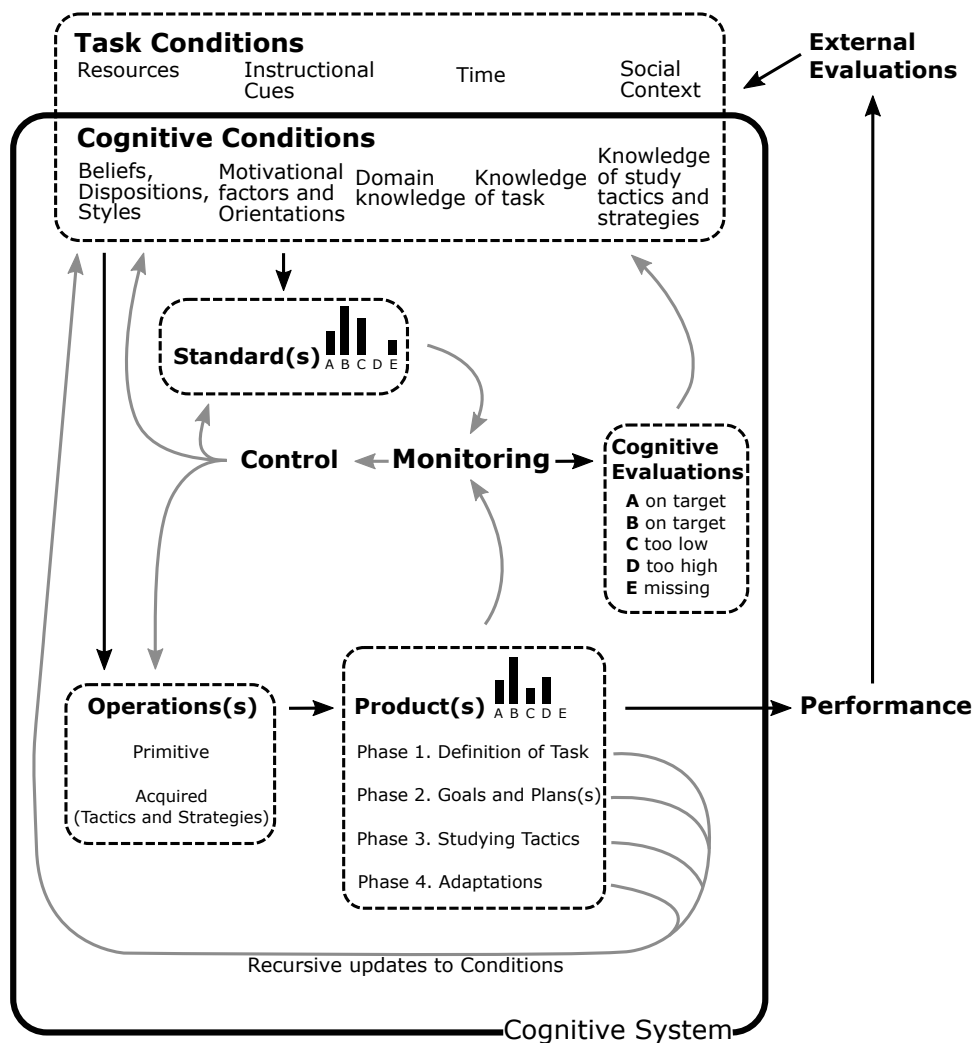 Task Conditions
Resources
Instructional
Cues
Time
Social
Context
External
Evaluations
Cognitive Conditions
Beliefs,
Dispositions,
Styles
Motivational
factors and
Orientations
Domain
knowledge
Knowledge
of task
Knowledge
of study
tactics and
strategies
Standard(s)
A B C D E
Control
Monitoring
Cognitive
Evaluations
A on target
B on target
C too low
D too high
E missing
Operations(s)
Primitive
Acquired
(Tactics and Strategies)
Product(s)
A B C D E
Phase 1. Definition of Task
Phase 2. Goals and Plans(s)
Phase 3. Studying Tactics
Phase 4. Adaptations
Performance
Recursive updates to Conditions
Cognitive System